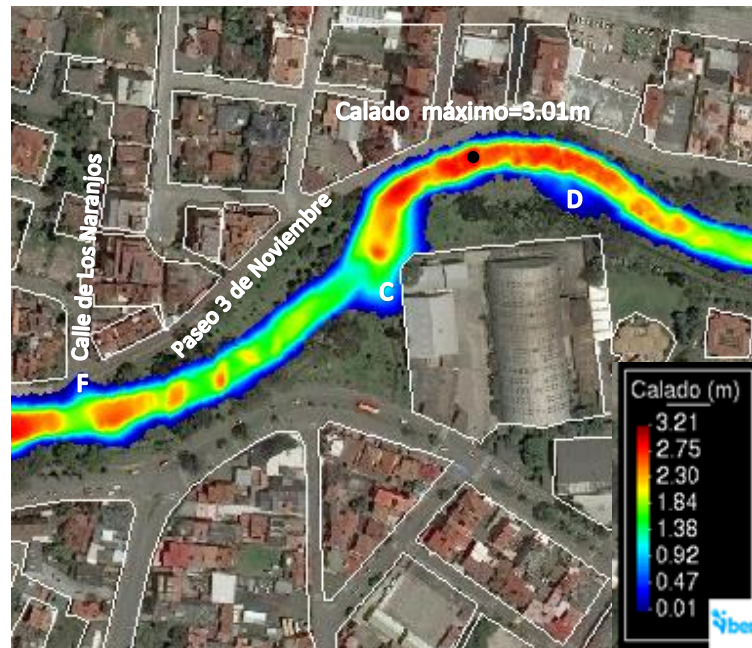 Calado máximo=3.01m
Calle de Los Naranjos
Paseo 3 de Noviembre
D
C
F
Calado (m)
3.21
2.75
2.30
1.84
1.38
0.92
0.47
0.01
iber